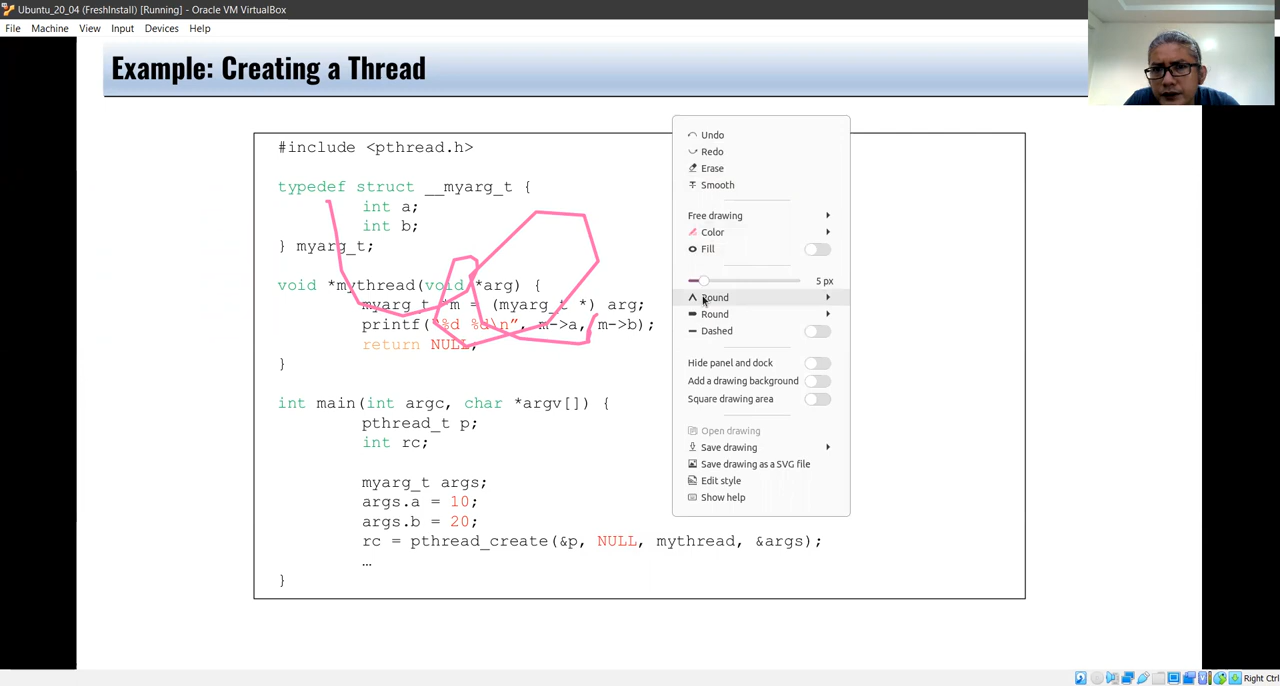 Ubuntu_20_04 (FreshInstall) [Running] - Oracle VM VirtualBox
File Machine View Input Devices Help
Example: Creating a Thread
#include <pthread.h>
typedef struct __myarg_t {
int a;
int b;
} myarg_t;
void *mythread(void *arg) {
myarg_t *m = (myarg_t *) arg;
printf(“%d %d\n”, m->a, m->b);
return NULL;
}
int main(int argc, char *argv[]) {
pthread_t p;
int rc;
myarg_t args;
args.a = 10;
args.b = 20;
rc = pthread_create(&p, NULL, mythread, &args);
…
}
Undo
Redo
Erase
Smooth
Free drawing
Color
Fill
5 px
Round
Round
Dashed
Hide panel and dock
Add a drawing background
Square drawing area
Open drawing
Save drawing
Save drawing as a SVG file
Edit style
Show help
Right Ctrl